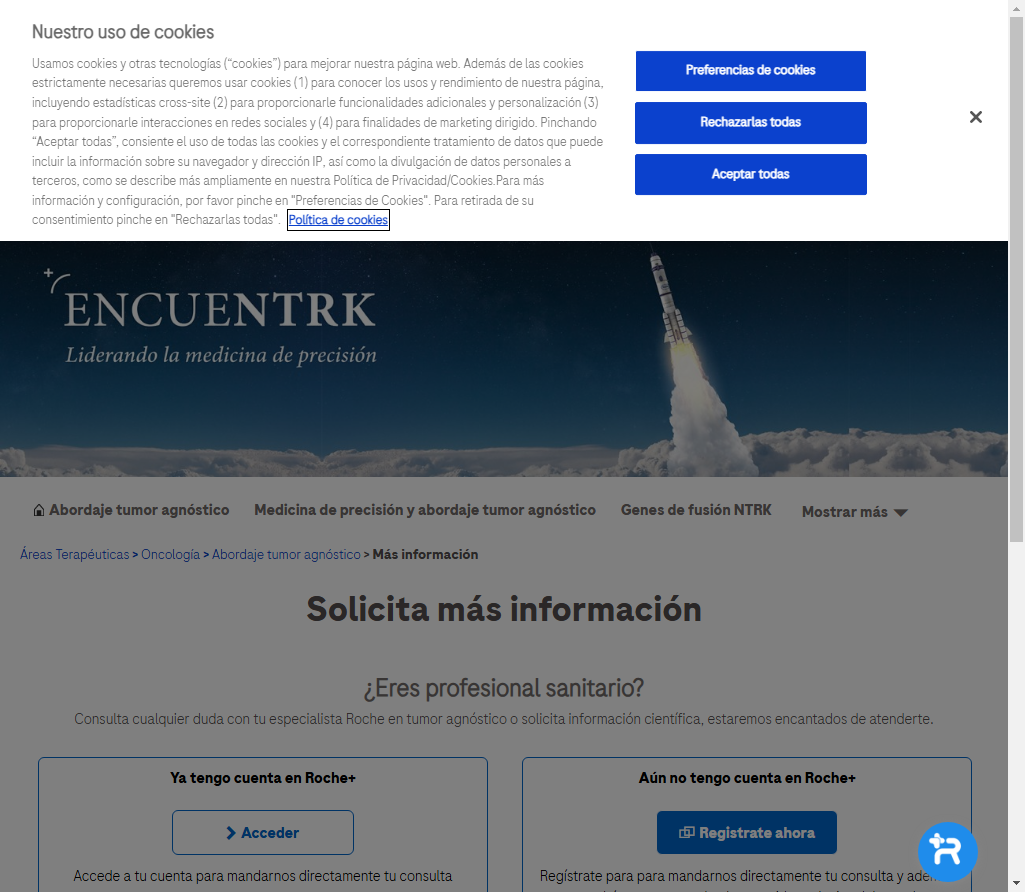 Nuestro uso de cookies
Usamos cookies y otras tecnologías (“cookies”) para mejorar nuestra página web. Además de las cookies
estrictamente necesarias queremos usar cookies (1) para conocer los usos y rendimiento de nuestra página,
incluyendo estadísticas cross-site (2) para proporcionarle funcionalidades adicionales y personalización (3)
para proporcionarle interacciones en redes sociales y (4) para finalidades de marketing dirigido. Pinchando
“Aceptar todas”, consiente el uso de todas las cookies y el correspondiente tratamiento de datos que puede
incluir la información sobre su navegador y dirección IP, así como la divulgación de datos personales a
terceros, como se describe más ampliamente en nuestra Política de Privacidad/Cookies.Para más
información y configuración, por favor pinche en "Preferencias de Cookies". Para retirada de su
consentimiento pinche en "Rechazarlas todas". Política de cookies
Preferencias de cookies
Rechazarlas todas
Aceptar todas
ENCUENTRK
Liderando la medicina de precisión
Abordaje tumor agnóstico Medicina de precisión y abordaje tumor agnóstico Genes de fusión NTRK Mostrar más
Áreas Terapéuticas > Oncología > Abordaje tumor agnóstico > Más información
Solicita más información
¿Eres profesional sanitario?
Consulta cualquier duda con tu especialista Roche en tumor agnóstico o solicita información científica, estaremos encantados de atenderte.
Ya tengo cuenta en Roche+
Acceder
Accede a tu cuenta para mandarnos directamente tu consulta
Aún no tengo cuenta en Roche+
Registrate ahora
Regístrate para para mandarnos directamente tu consulta y